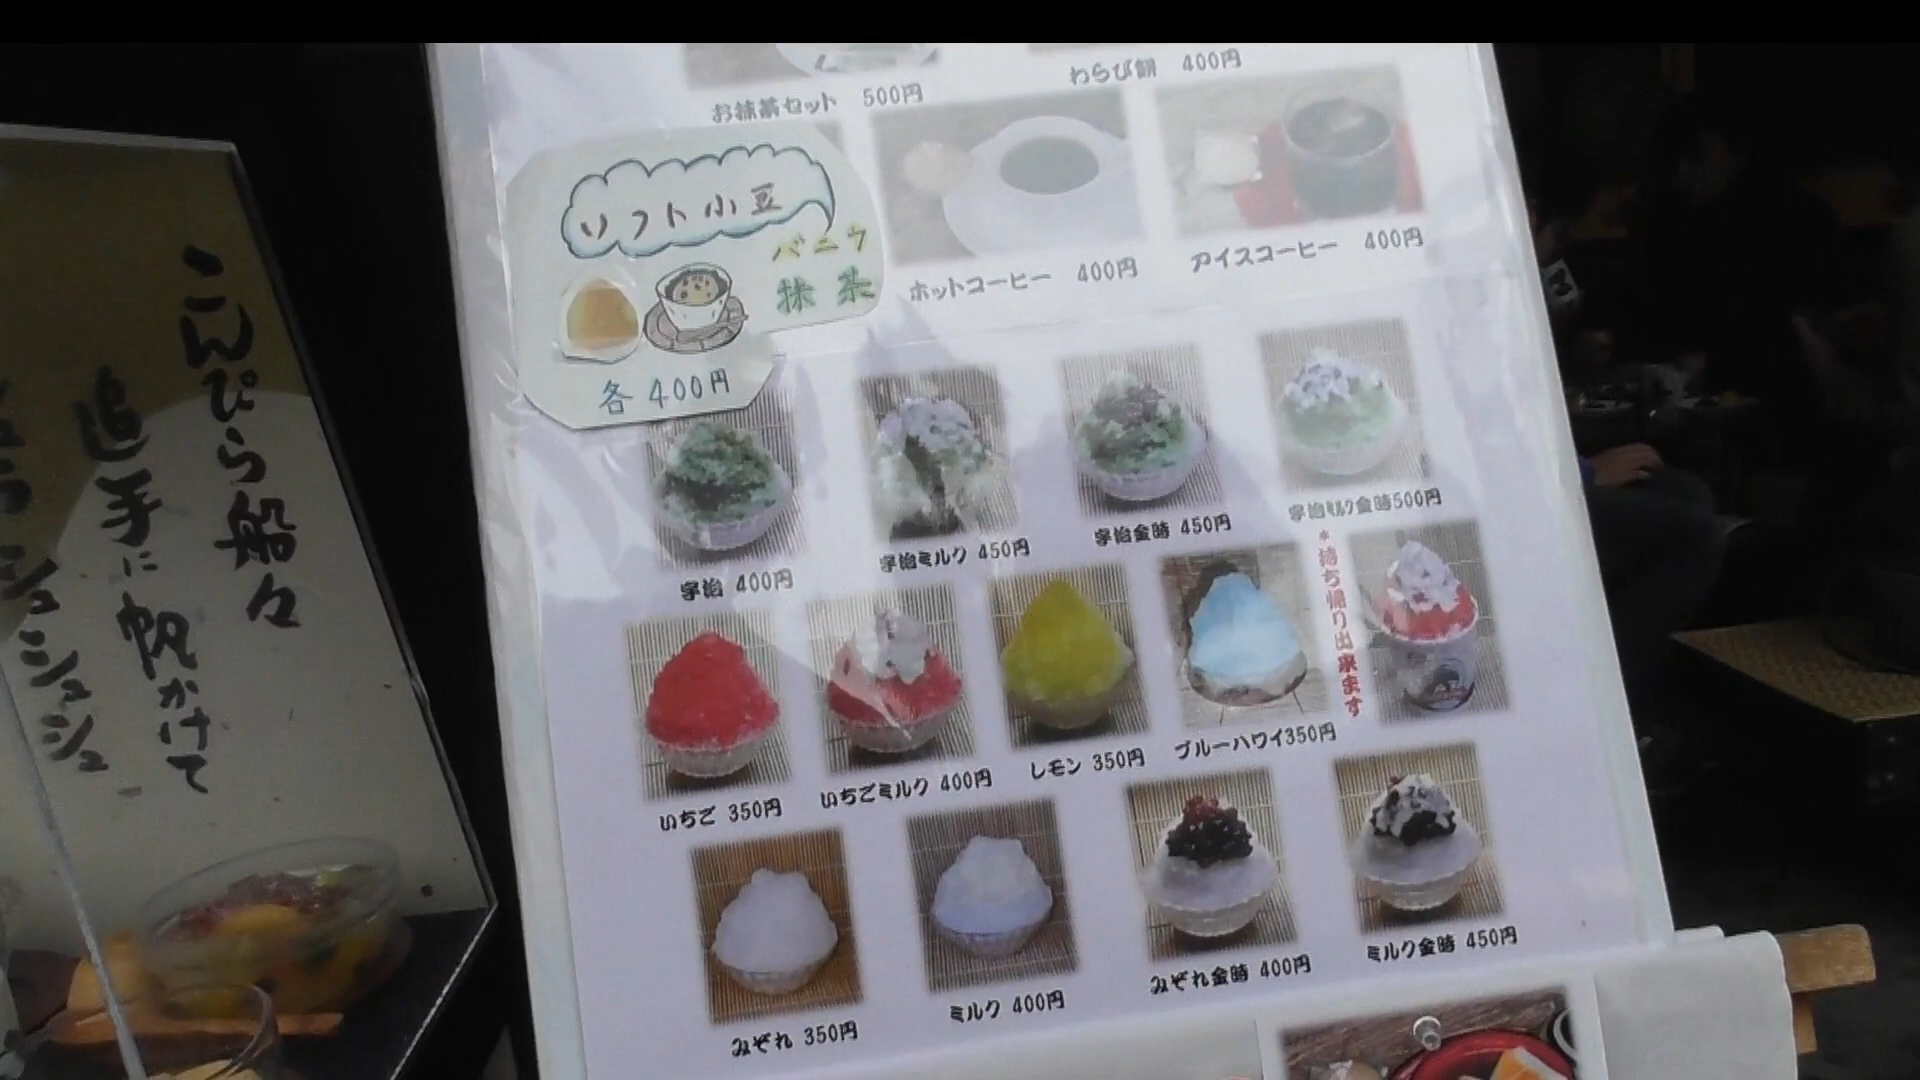 こんぴら船々
追手に帆かけて
シュシュシュ
お抹茶セット 500円
わらび餅 400円
ソフト小豆
バニラ
抹茶
各400円
ホットコーヒー 400円
アイスコーヒー 400円
宇治 400円
宇治ミルク 450円
宇治金時 450円
宇治ミルク金時500円
いちご 350円
いちごミルク 400円
レモン 350円
ブルーハワイ350円
*持ち帰り出来ます
みぞれ 350円
ミルク 400円
みぞれ金時 400円
ミルク金時 450円